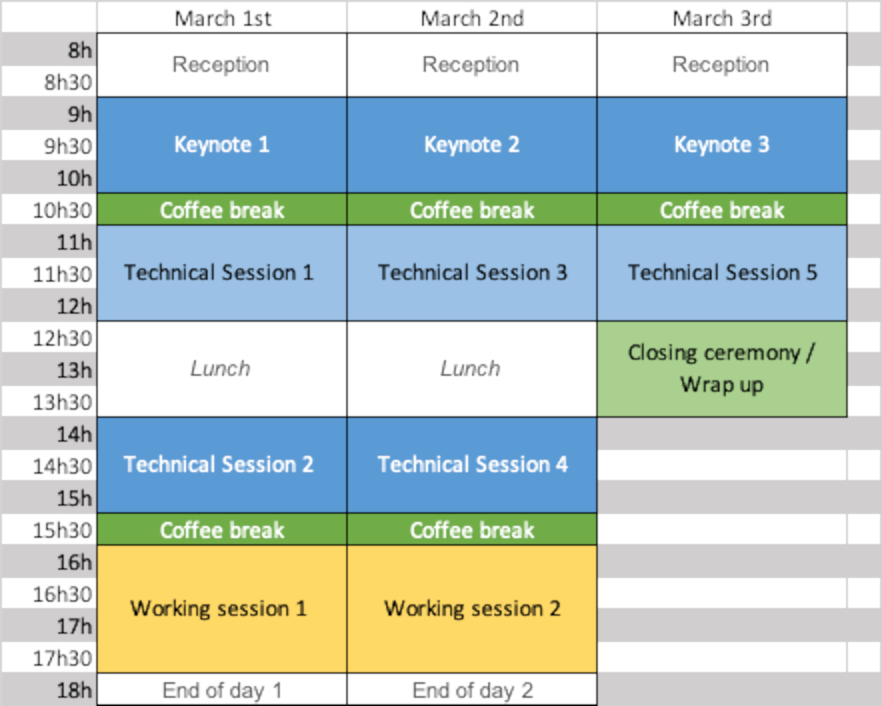 March 1st March 2nd March 3rd
8h
Reception Reception Reception
8h30
9h
9h30 Keynote 1 Keynote 2 Keynote 3
10h
10h30 Coffee break Coffee break Coffee break
11h
11h30 Technical Session 1 Technical Session 3 Technical Session 5
12h
12h30
Closing ceremony /
13h Lunch Lunch
Wrap up
13h30
14h
14h30 Technical Session 2 Technical Session 4
15h
15h30 Coffee break Coffee break
16h
16h30
Working session 1 Working session 2
17h
17h30
18h End of day 1 End of day 2